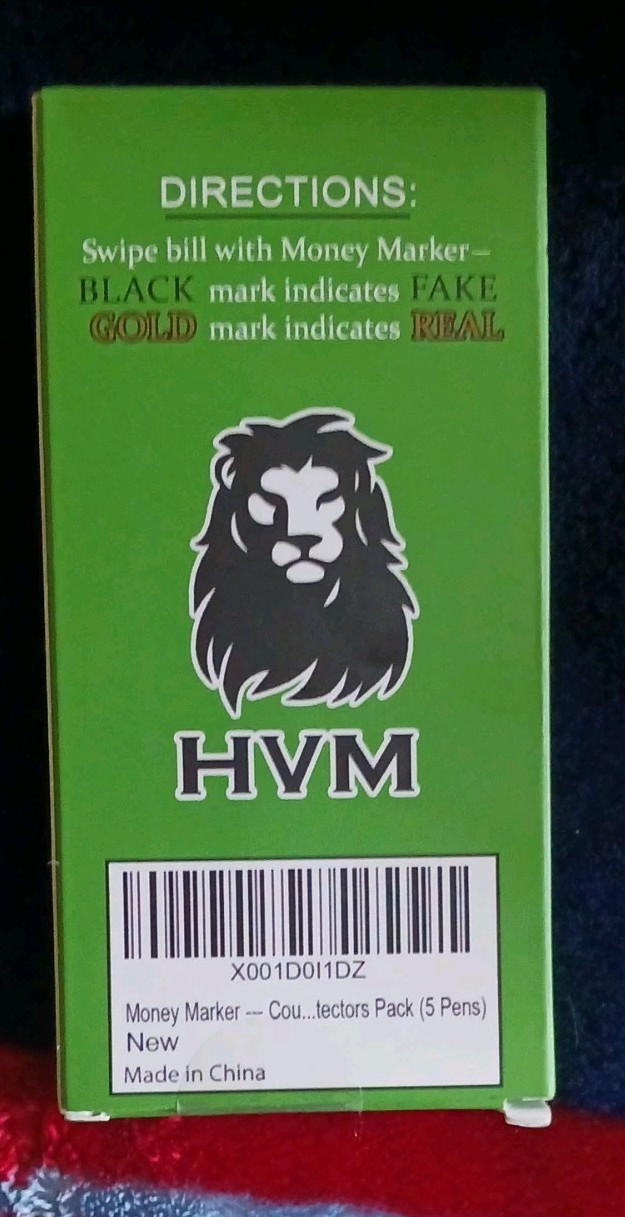 DIRECTIONS:
Swipe bill with Money Marker–
BLACK mark indicates FAKE
GOLD mark indicates REAL
HVM
X001D0I1DZ
Money Marker --- Cou...tectors Pack (5 Pens)
New
Made in China